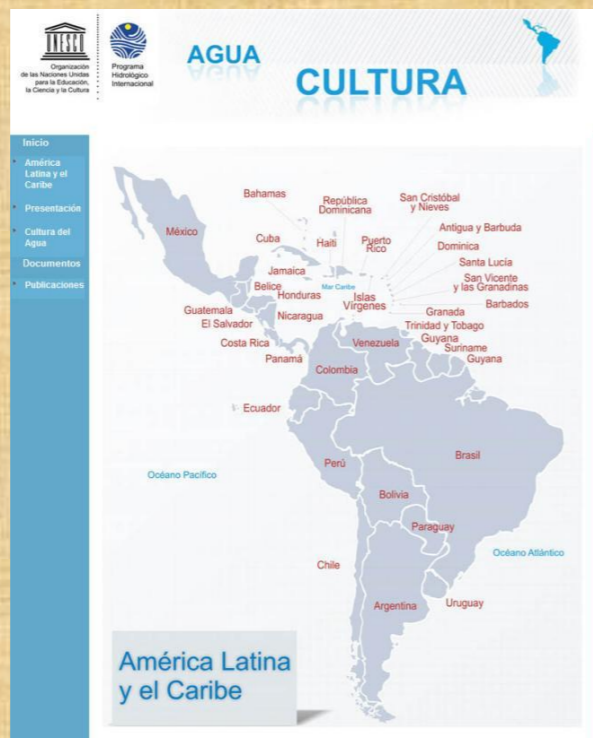 UNESCO
Organización
de las Naciones Unidas
para la Educación,
la Ciencia y la Cultura
Programa
Hidrológico
Internacional
AGUA
CULTURA
Inicio
América
Latina y el
Caribe
Presentación
Cultura del
Agua
Documentos
Publicaciones
Bahamas
República
Dominicana
San Cristóbal
y Nieves
México
Cuba
Haití
Puerto
Rico
Antigua y Barbuda
Dominica
Santa Lucía
Jamaica
Mar Caribe
San Vicente
y las Granadinas
Belice
Honduras
Islas
Vírgenes
Barbados
Guatemala
Nicaragua
Granada
El Salvador
Trinidad y Tobago
Costa Rica
Venezuela
Guyana
Suriname
Panamá
Guyana
Colombia
Ecuador
Perú
Brasil
Océano Pacífico
Bolivia
Paraguay
Océano Atlántico
Chile
Argentina
Uruguay
América Latina
y el Caribe